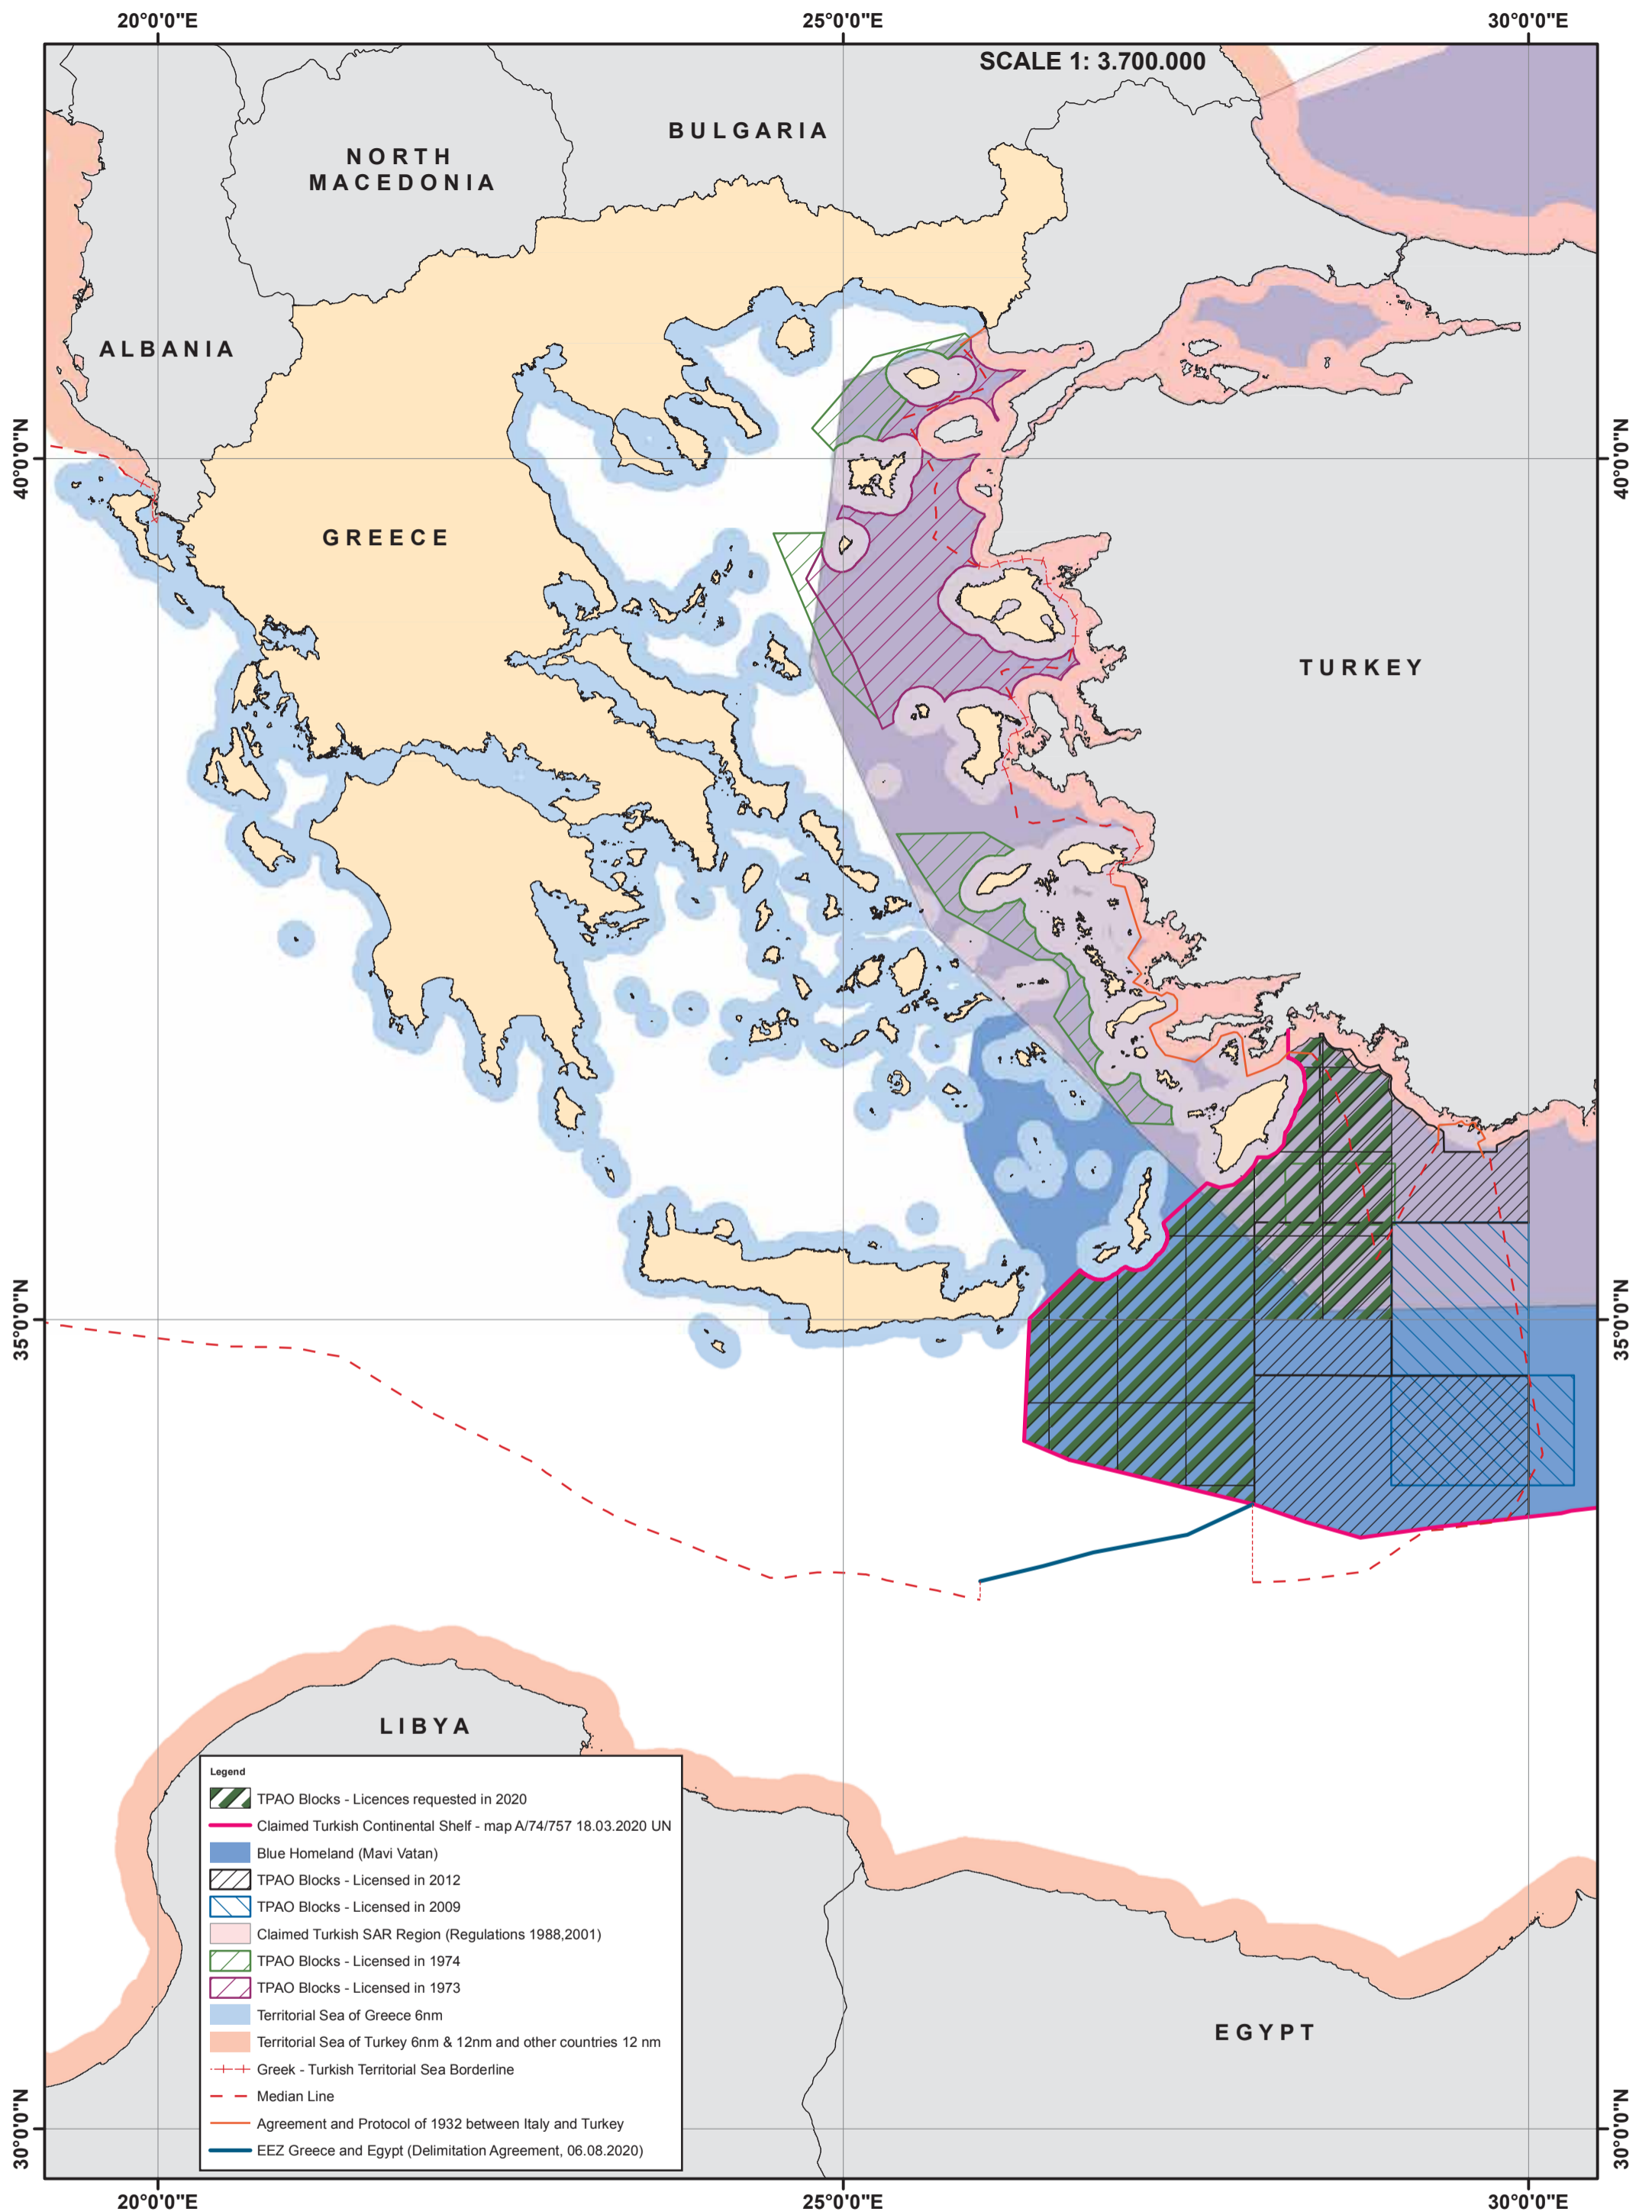 20°0'0"E
25°0'0"E
30°0'0"E
SCALE 1: 3.700.000
BULGARIA
NORTH
MACEDONIA
ALBANIA
40°0'0"N
40°0'0"N
GREECE
TURKEY
35°0'0"N
35°0'0"N
LIBYA
Legend
TPAO Blocks - Licences requested in 2020
Claimed Turkish Continental Shelf - map A/74/757 18.03.2020 UN
Blue Homeland (Mavi Vatan)
TPAO Blocks - Licensed in 2012
TPAO Blocks - Licensed in 2009
Claimed Turkish SAR Region (Regulations 1988,2001)
TPAO Blocks - Licensed in 1974
TPAO Blocks - Licensed in 1973
Territorial Sea of Greece 6nm
Territorial Sea of Turkey 6nm & 12nm and other countries 12 nm
Greek - Turkish Territorial Sea Borderline
Median Line
Agreement and Protocol of 1932 between Italy and Turkey
EEZ Greece and Egypt (Delimitation Agreement, 06.08.2020)
EGYPT
30°0'0"N
30°0'0"N
20°0'0"E
25°0'0"E
30°0'0"E